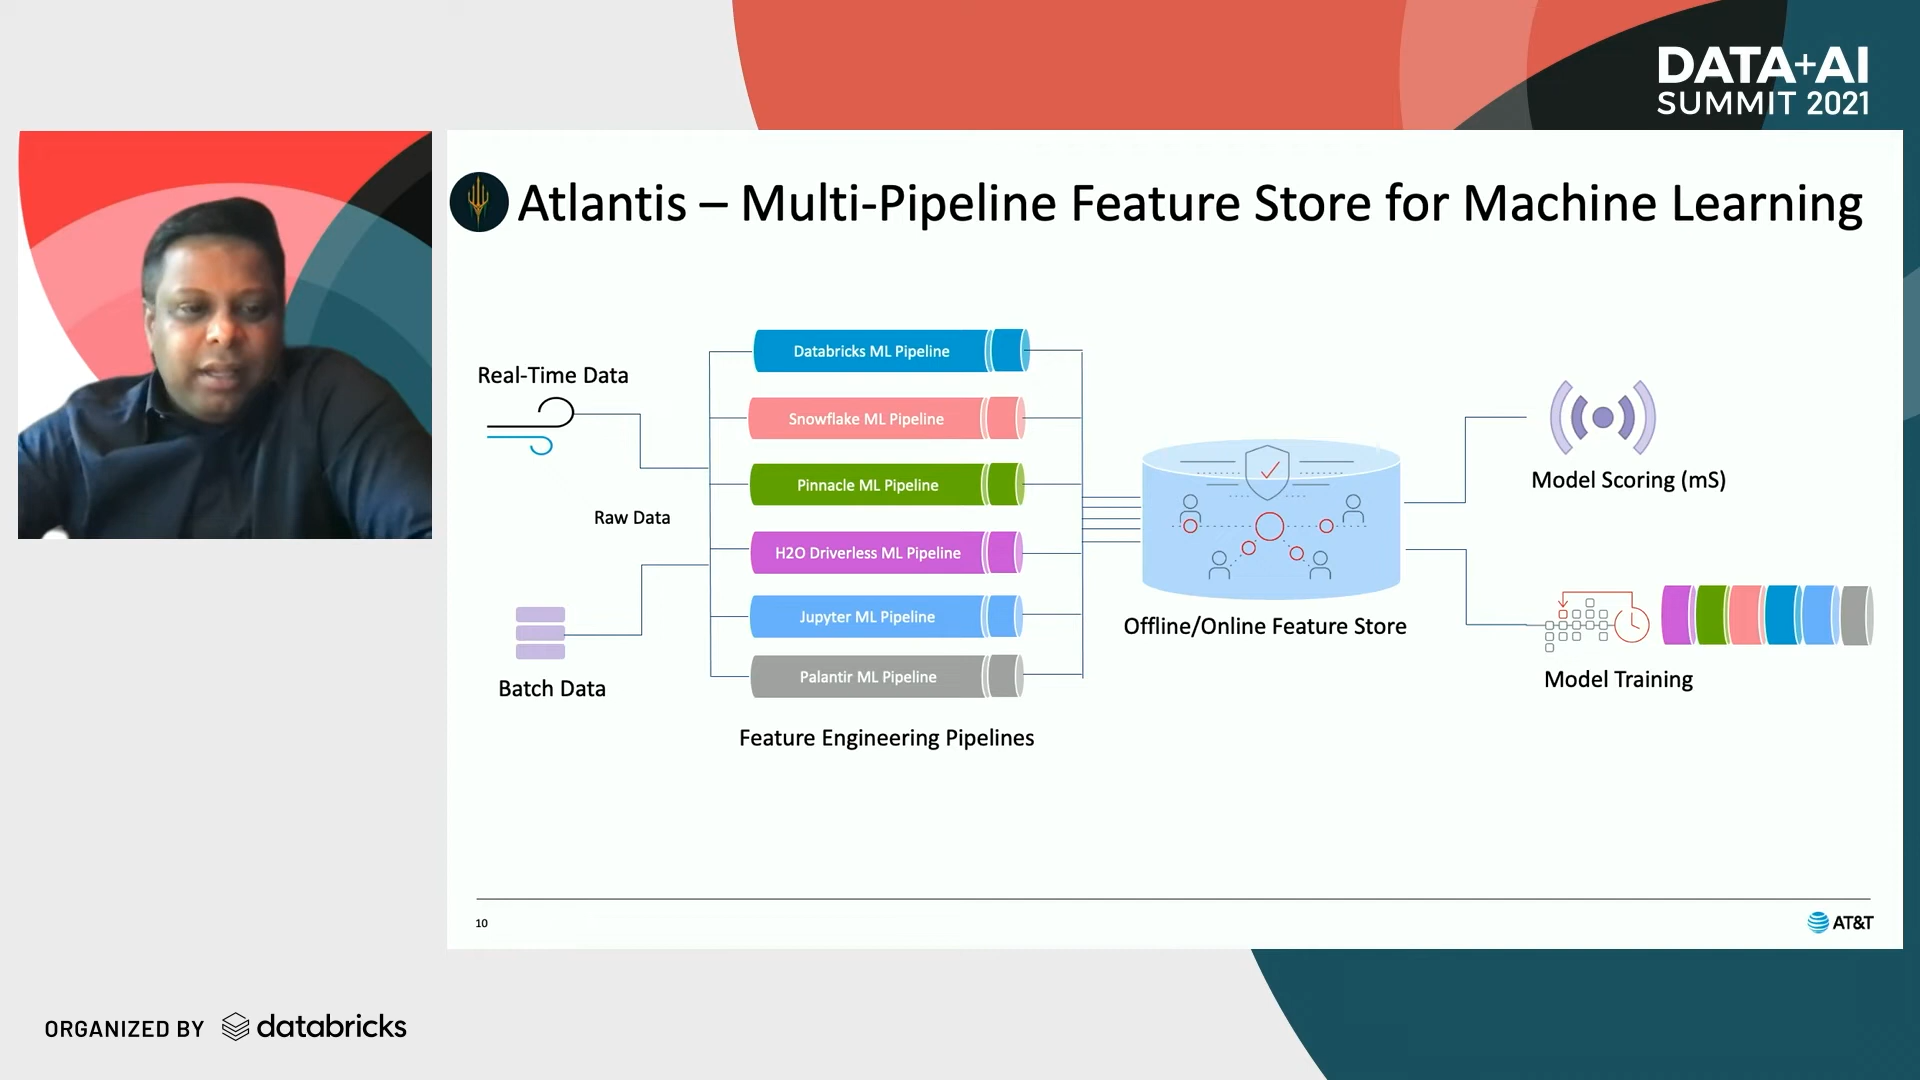 DATA+AI
SUMMIT 2021
Atlantis – Multi-Pipeline Feature Store for Machine Learning
Real-Time Data
Raw Data
Batch Data
Databricks ML Pipeline
Snowflake ML Pipeline
Pinnacle ML Pipeline
H2O Driverless ML Pipeline
Jupyter ML Pipeline
Palantir ML Pipeline
Feature Engineering Pipelines
Offline/Online Feature Store
Model Scoring (mS)
Model Training
10
AT&T
ORGANIZED BY databricks